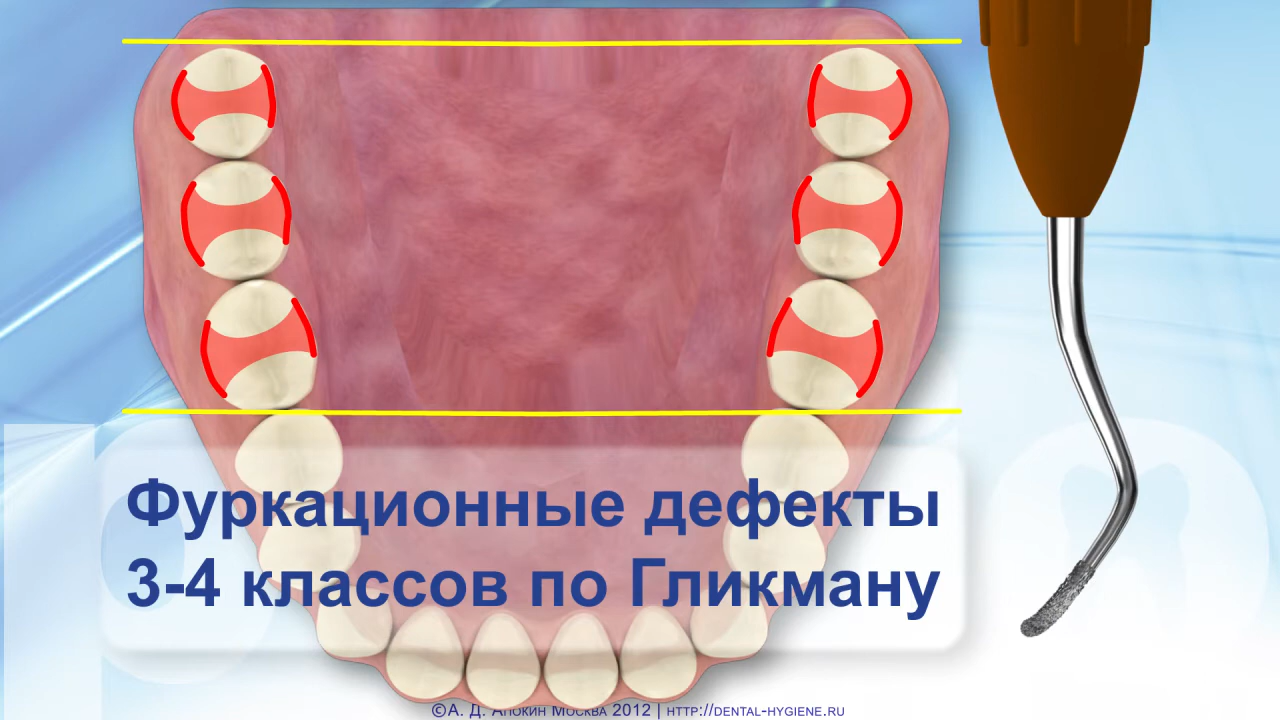 Фуркационные дефекты
3-4 классов по Гликману
©А. Д. Апокин Москва 2012 | http://dental-hygiene.ru